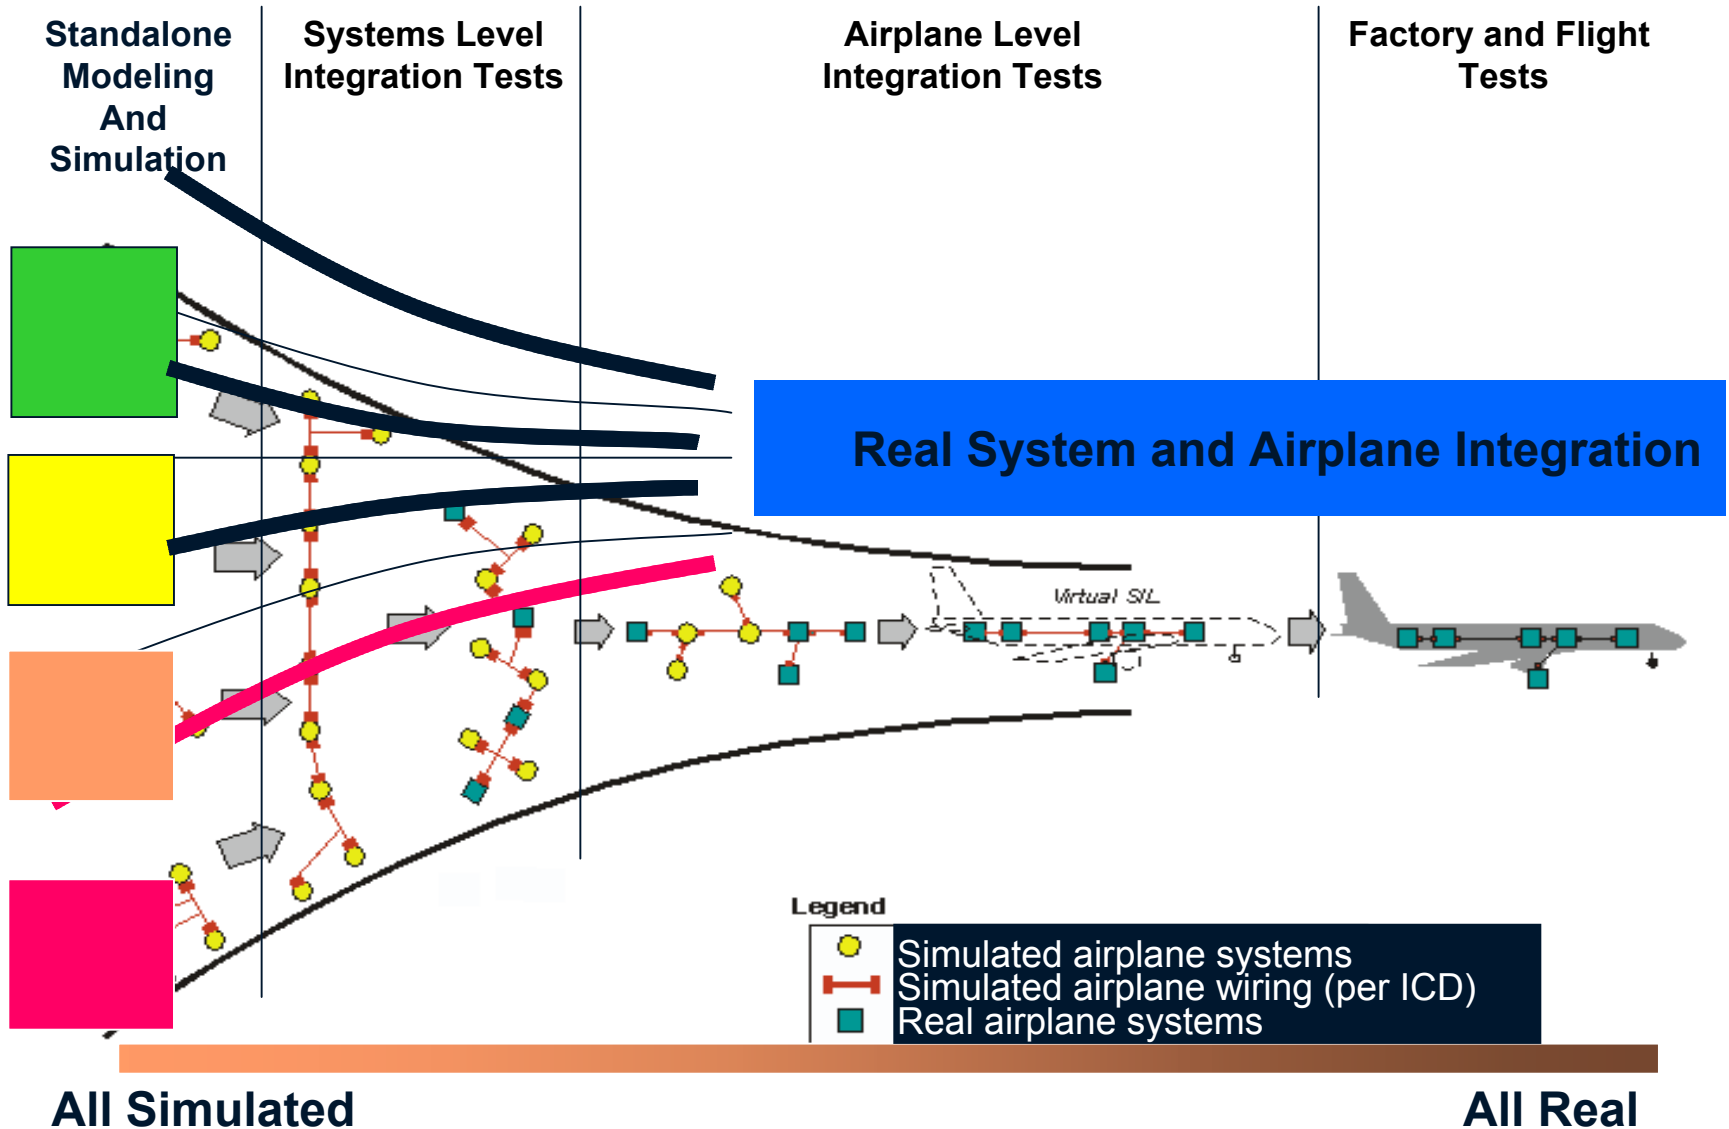 Standalone
Modeling
And
Simulation
Systems Level
Integration Tests
Airplane Level
Integration Tests
Factory and Flight
Tests
Real System and Airplane Integration
Virtual SIL
Legend
Simulated airplane systems
Simulated airplane wiring (per ICD)
Real airplane systems
All Simulated
All Real